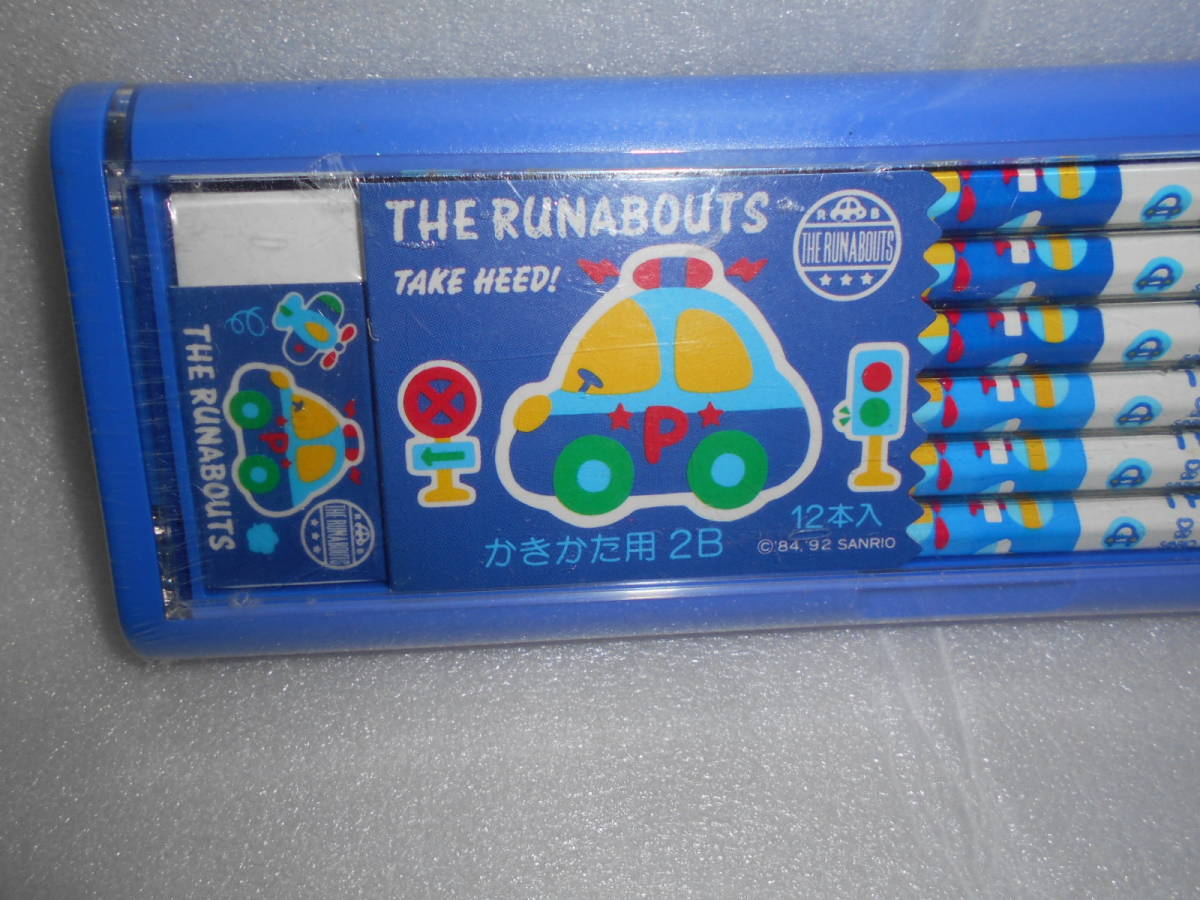 THE RUNABOUTS
TAKE HEED!
R B
THE RUNABOUTS
P
かきかた用 2B
12本入
©'84,'92 SANRIO
THE RUNABOUTS
P
THE RUNABOUTS